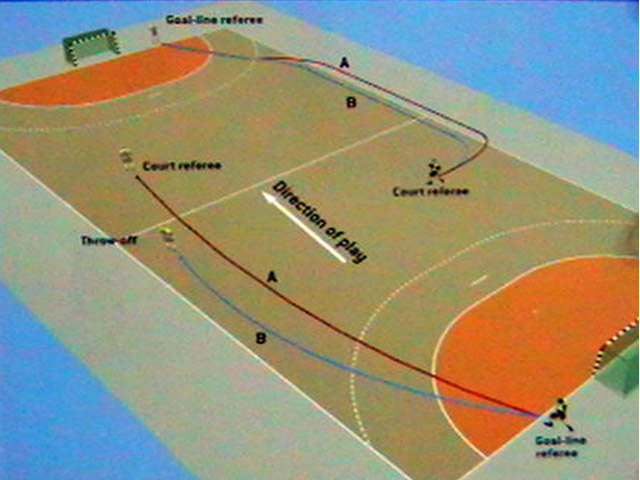 Goal-line referee
A
B
Court referee
Court referee
Direction of play
Throw-off
A
B
Goal-line
referee